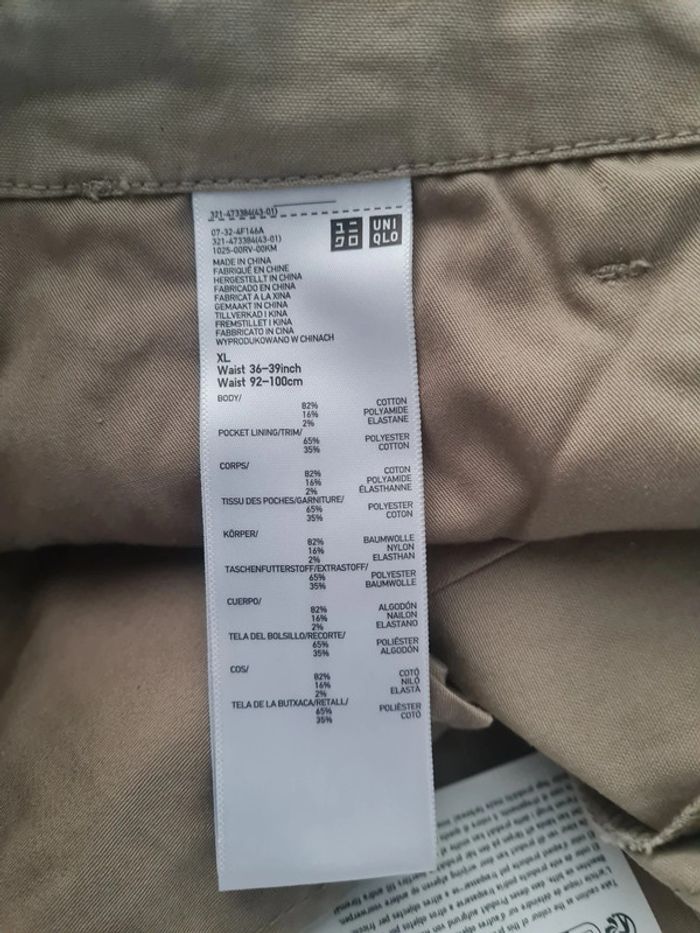 321-473384(43-01)
07-32-4F146A
321-473384(43-01)
1025-00RV-00KM
ユニ
クロ
UNI
QLO
MADE IN CHINA
FABRIQUÉ EN CHINE
HERGESTELLT IN CHINA
FABRICADO EN CHINA
FABRICAT A LA XINA
GEMAAKT IN CHINA
TILLVERKAD I KINA
FREMSTILLET I KINA
FABBRICATO IN CINA
WYPRODUKOWANO W CHINACH
XL
Waist 36-39inch
Waist 92-100cm
BODY/
82% COTTON
16% POLYAMIDE
2% ELASTANE
POCKET LINING/TRIM/
65% POLYESTER
35% COTTON
CORPS/
82% COTON
16% POLYAMIDE
2% ÉLASTHANNE
TISSU DES POCHES/GARNITURE/
65% POLYESTER
35% COTON
KÖRPER/
82% BAUMWOLLE
16% NYLON
2% ELASTHAN
TASCHENFUTTERSTOFF/EXTRASTOFF/
65% POLYESTER
35% BAUMWOLLE
CUERPO/
82% ALGODÓN
16% NAILON
2% ELASTANO
TELA DEL BOLSILLO/RECORTE/
65% POLIÉSTER
35% ALGODÓN
COS/
82% COTÓ
16% NILÓ
2% ELASTÀ
TELA DE LA BUTXACA/RETALL/
65% POLIÈSTER
35% COTÓ